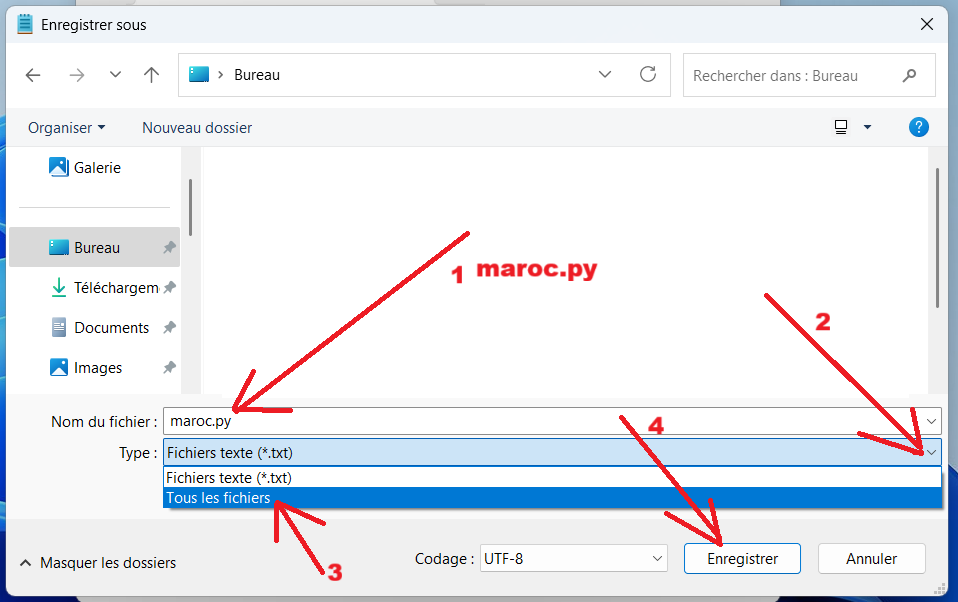 Enregistrer sous
Bureau
Rechercher dans : Bureau
Organiser
Nouveau dossier
?
Galerie
Bureau
Téléchargem
Documents
Images
1 maroc.py
2
Nom du fichier :
maroc.py
4
Type :
Fichiers texte (*.txt)
Fichiers texte (*.txt)
Tous les fichiers
3
Masquer les dossiers
Codage :
UTF-8
Enregistrer
Annuler